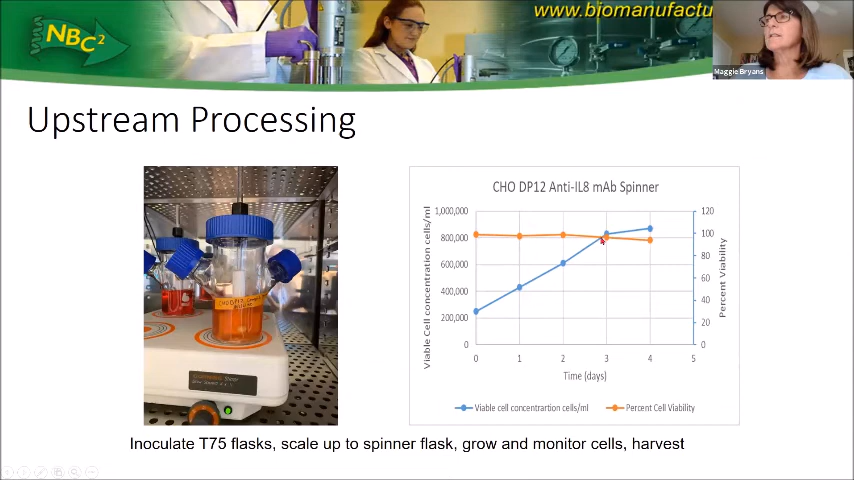 www.biomanufactu
NBC²
Maggie Bryans
Upstream Processing
CHO DP12 Anti-IL8 mAb Spinner
Viable Cell concentration cells/ml
1,000,000
800,000
600,000
400,000
200,000
0
120
100
80
60
40
20
0
Percent Viability
0 1 2 3 4 5
Time (days)
Viable cell concentrartion cells/ml
Percent Cell Viability
CHO DP12
Inoculate T75 flasks, scale up to spinner flask, grow and monitor cells, harvest